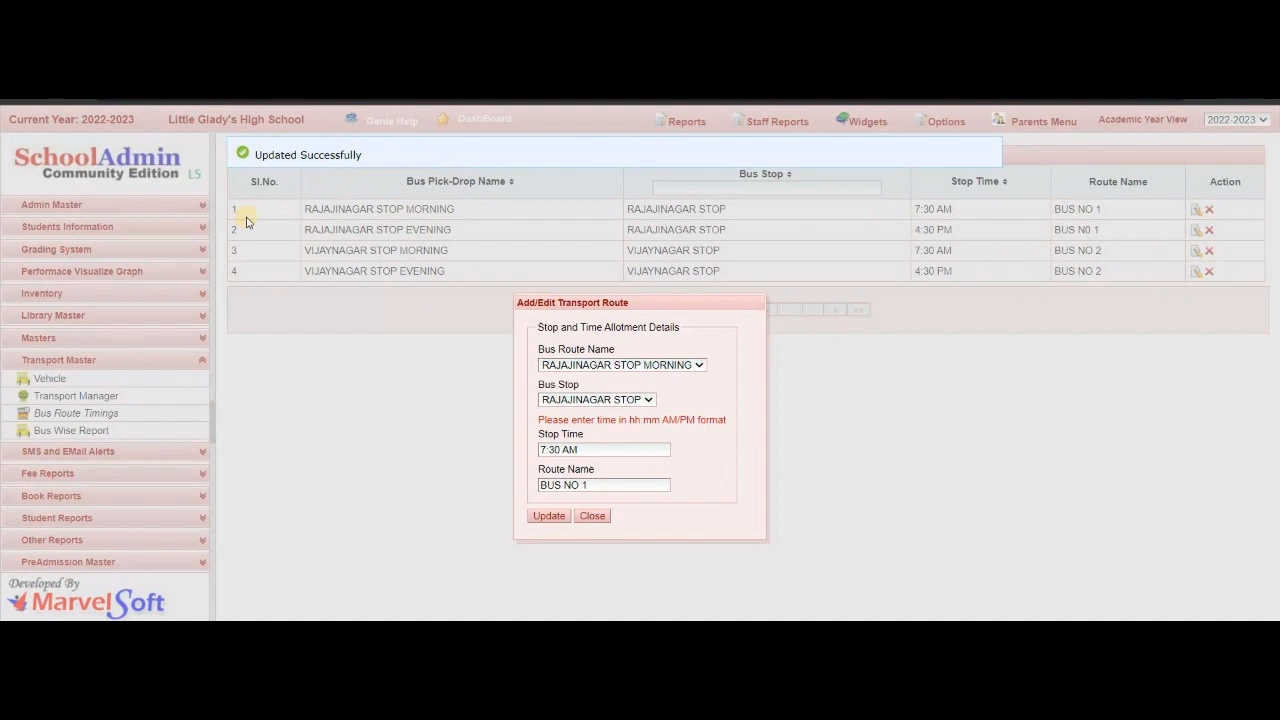 Current Year: 2022-2023 Little Glady's High School Genie Help DashBoard Reports Staff Reports Widgets Options Parents Menu Academic Year View 2022-2023
SchoolAdmin
Community Edition LS
Updated Successfully
Sl.No. Bus Pick-Drop Name Bus Stop Stop Time Route Name Action
1 RAJAJINAGAR STOP MORNING RAJAJINAGAR STOP 7:30 AM BUS NO 1
2 RAJAJINAGAR STOP EVENING RAJAJINAGAR STOP 4:30 PM BUS N0 1
3 VIJAYNAGAR STOP MORNING VIJAYNAGAR STOP 7:30 AM BUS NO 2
4 VIJAYNAGAR STOP EVENING VIJAYNAGAR STOP 4:30 PM BUS NO 2
Admin Master
Students Information
Grading System
Performace Visualize Graph
Inventory
Library Master
Masters
Transport Master
Vehicle
Transport Manager
Bus Route Timings
Bus Wise Report
SMS and EMail Alerts
Fee Reports
Book Reports
Student Reports
Other Reports
PreAdmission Master
Developed By
MarvelSoft
Add/Edit Transport Route
Stop and Time Allotment Details
Bus Route Name
RAJAJINAGAR STOP MORNING
Bus Stop
RAJAJINAGAR STOP
Please enter time in hh:mm AM/PM format
Stop Time
7:30 AM
Route Name
BUS NO 1
Update Close